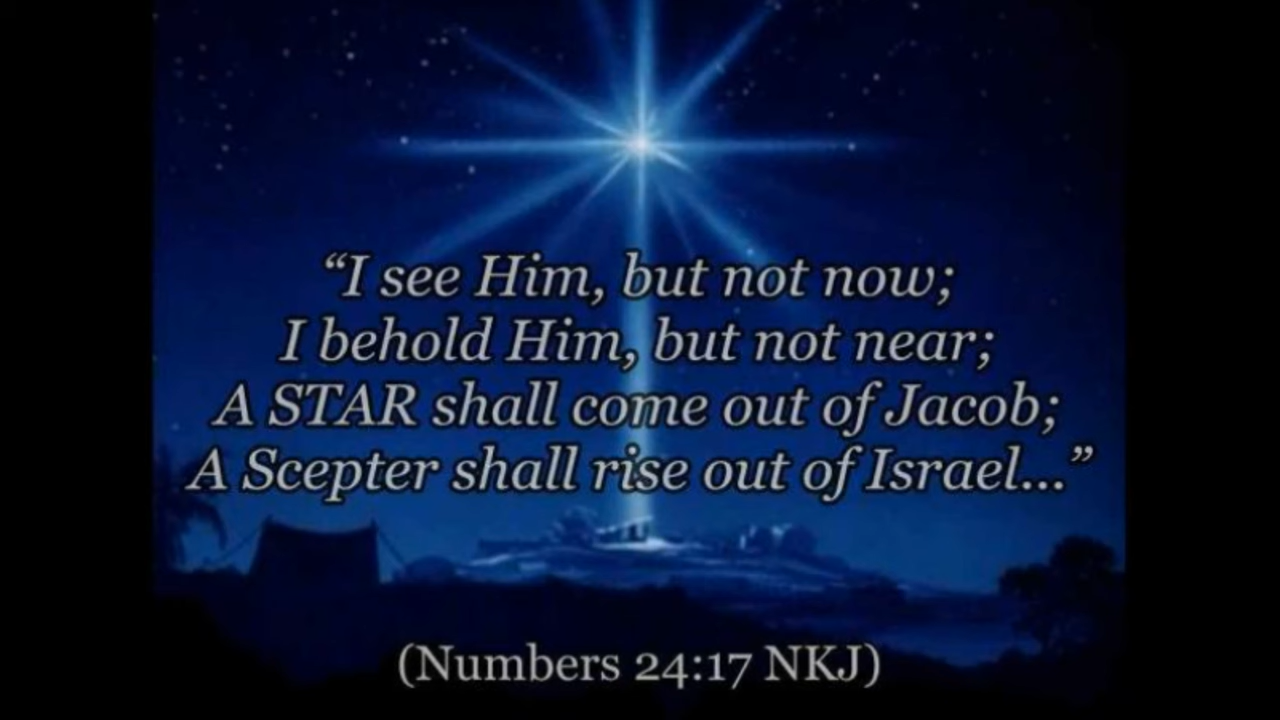 “I see Him, but not now;
I behold Him, but not near;
A STAR shall come out of Jacob;
A Scepter shall rise out of Israel...”
(Numbers 24:17 NKJ)